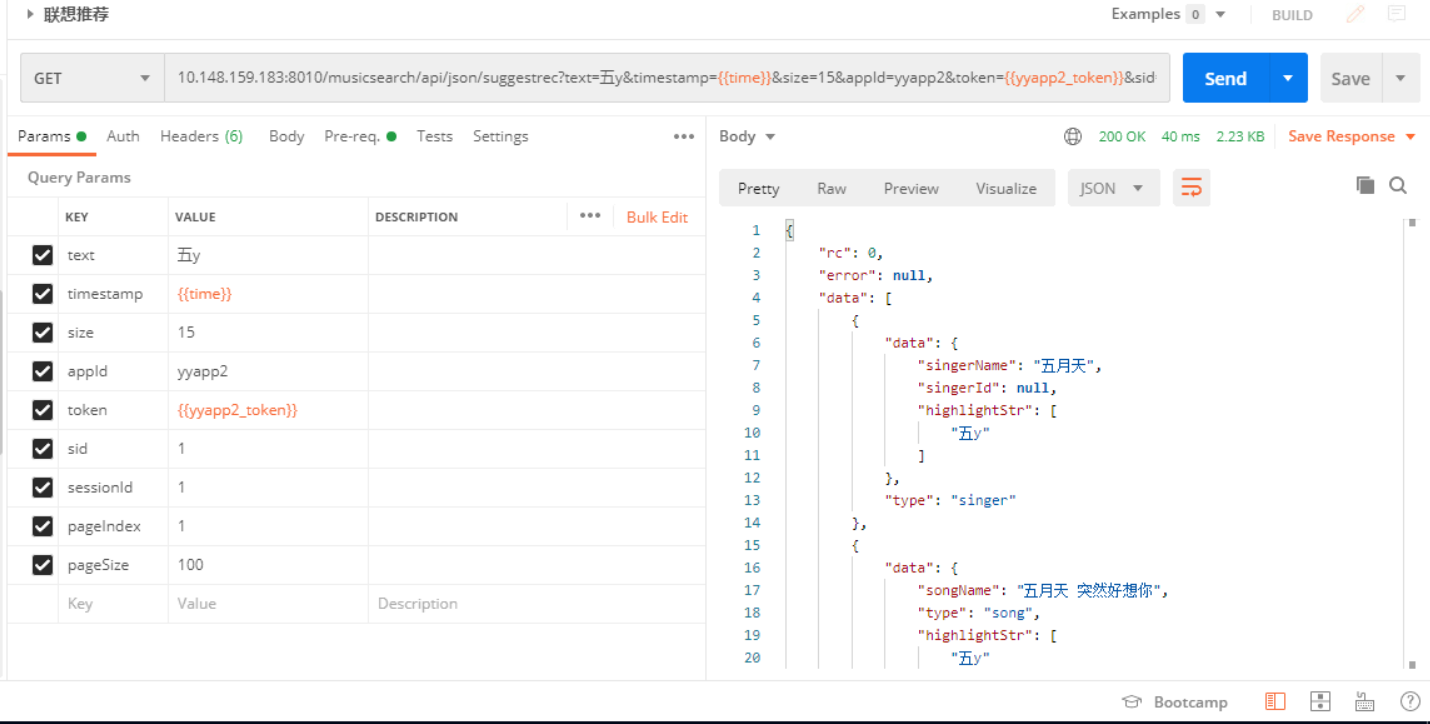 联想推荐
Examples 0 BUILD
GET 10.148.159.183:8010/musicsearch/api/json/suggestrec?text=五y&timestamp={{time}}&size=15&appId=yyapp2&token={{yyapp2_token}}&sid= Send Save
Params Auth Headers (6) Body Pre-req. Tests Settings
Query Params
KEY VALUE DESCRIPTION Bulk Edit
text 五y
timestamp {{time}}
size 15
appId yyapp2
token {{yyapp2_token}}
sid 1
sessionId 1
pageIndex 1
pageSize 100
Key Value Description
Body 200 OK 40 ms 2.23 KB Save Response
Pretty Raw Preview Visualize JSON
1 {
2 "rc": 0,
3 "error": null,
4 "data": [
5 {
6 "data": {
7 "singerName": "五月天",
8 "singerId": null,
9 "highlightStr": [
10 "五y"
11 ]
12 },
13 "type": "singer"
14 },
15 {
16 "data": {
17 "songName": "五月天 突然好想你",
18 "type": "song",
19 "highlightStr": [
20 "五y"
Bootcamp